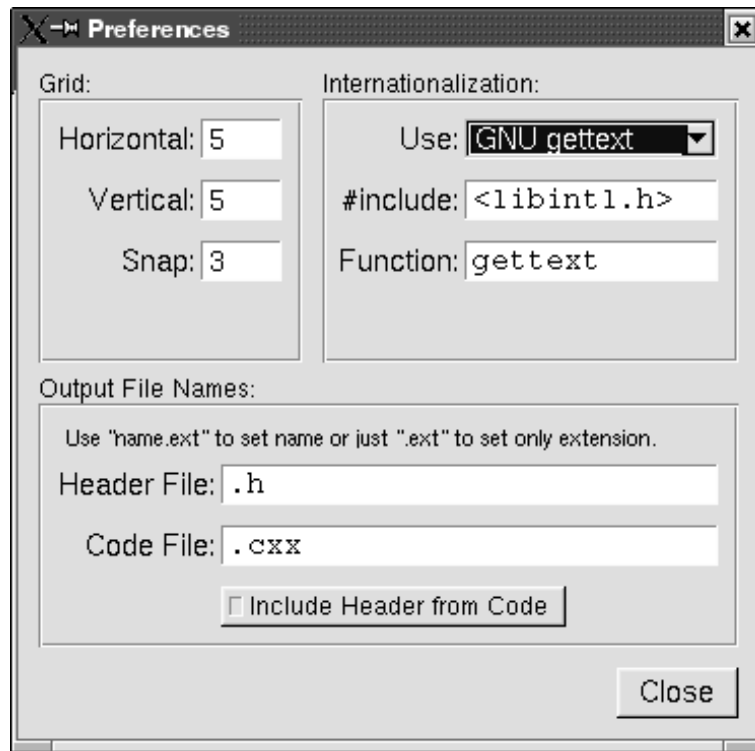 Preferences
Grid:
Horizontal: 5
Vertical: 5
Snap: 3
Internationalization:
Use: GNU gettext
#include: <libintl.h>
Function: gettext
Output File Names:
Use "name.ext" to set name or just ".ext" to set only extension.
Header File: .h
Code File: .cxx
Include Header from Code
Close